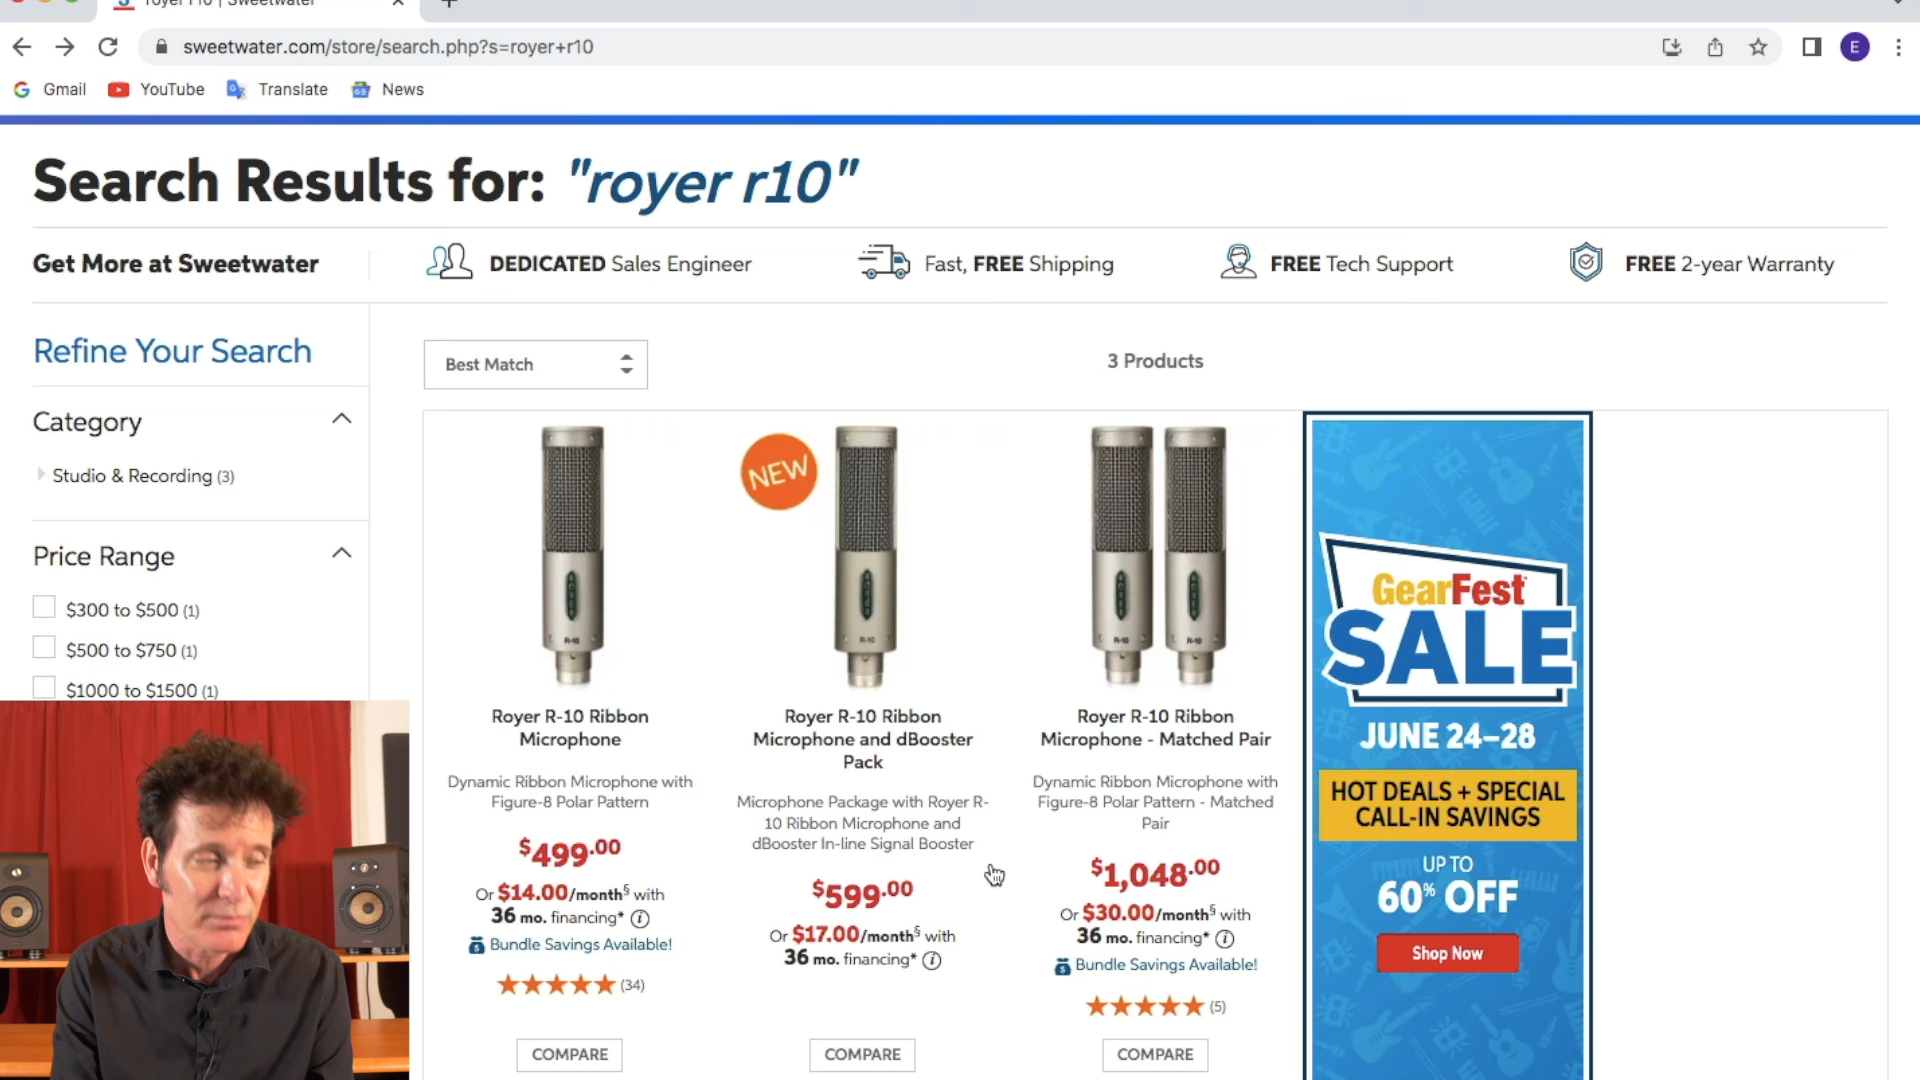 royer r10 | Sweetwater
sweetwater.com/store/search.php?s=royer+r10
E
Gmail YouTube Translate News
Search Results for: "royer r10"
Get More at Sweetwater
DEDICATED Sales Engineer
Fast, FREE Shipping
FREE Tech Support
FREE 2-year Warranty
Refine Your Search
Category
Studio & Recording (3)
Price Range
$300 to $500 (1)
$500 to $750 (1)
$1000 to $1500 (1)
Best Match
3 Products
ROYER
R-10
Royer R-10 Ribbon
Microphone
Dynamic Ribbon Microphone with
Figure-8 Polar Pattern
$499.00
Or $14.00/month§ with
36 mo. financing* i
Bundle Savings Available!
(34)
COMPARE
NEW
ROYER
R-10
Royer R-10 Ribbon
Microphone and dBooster
Pack
Microphone Package with Royer R-
10 Ribbon Microphone and
dBooster In-line Signal Booster
$599.00
Or $17.00/month§ with
36 mo. financing* i
COMPARE
ROYER ROYER
R-10 R-10
Royer R-10 Ribbon
Microphone - Matched Pair
Dynamic Ribbon Microphone with
Figure-8 Polar Pattern - Matched
Pair
$1,048.00
Or $30.00/month§ with
36 mo. financing* i
Bundle Savings Available!
(5)
COMPARE
GearFest
SALE
JUNE 24–28
HOT DEALS + SPECIAL
CALL-IN SAVINGS
UP TO
60% OFF
Shop Now